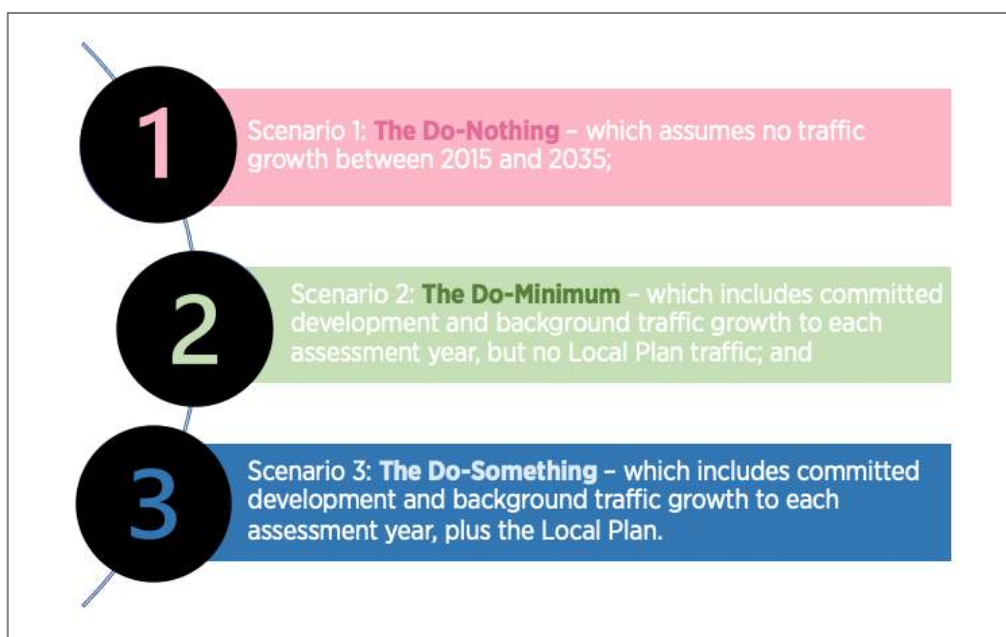 1
Scenario 1: The Do-Nothing – which assumes no traffic
growth between 2015 and 2035;
2
Scenario 2: The Do-Minimum – which includes committed
development and background traffic growth to each
assessment year, but no Local Plan traffic; and
3
Scenario 3: The Do-Something – which includes committed
development and background traffic growth to each
assessment year, plus the Local Plan.